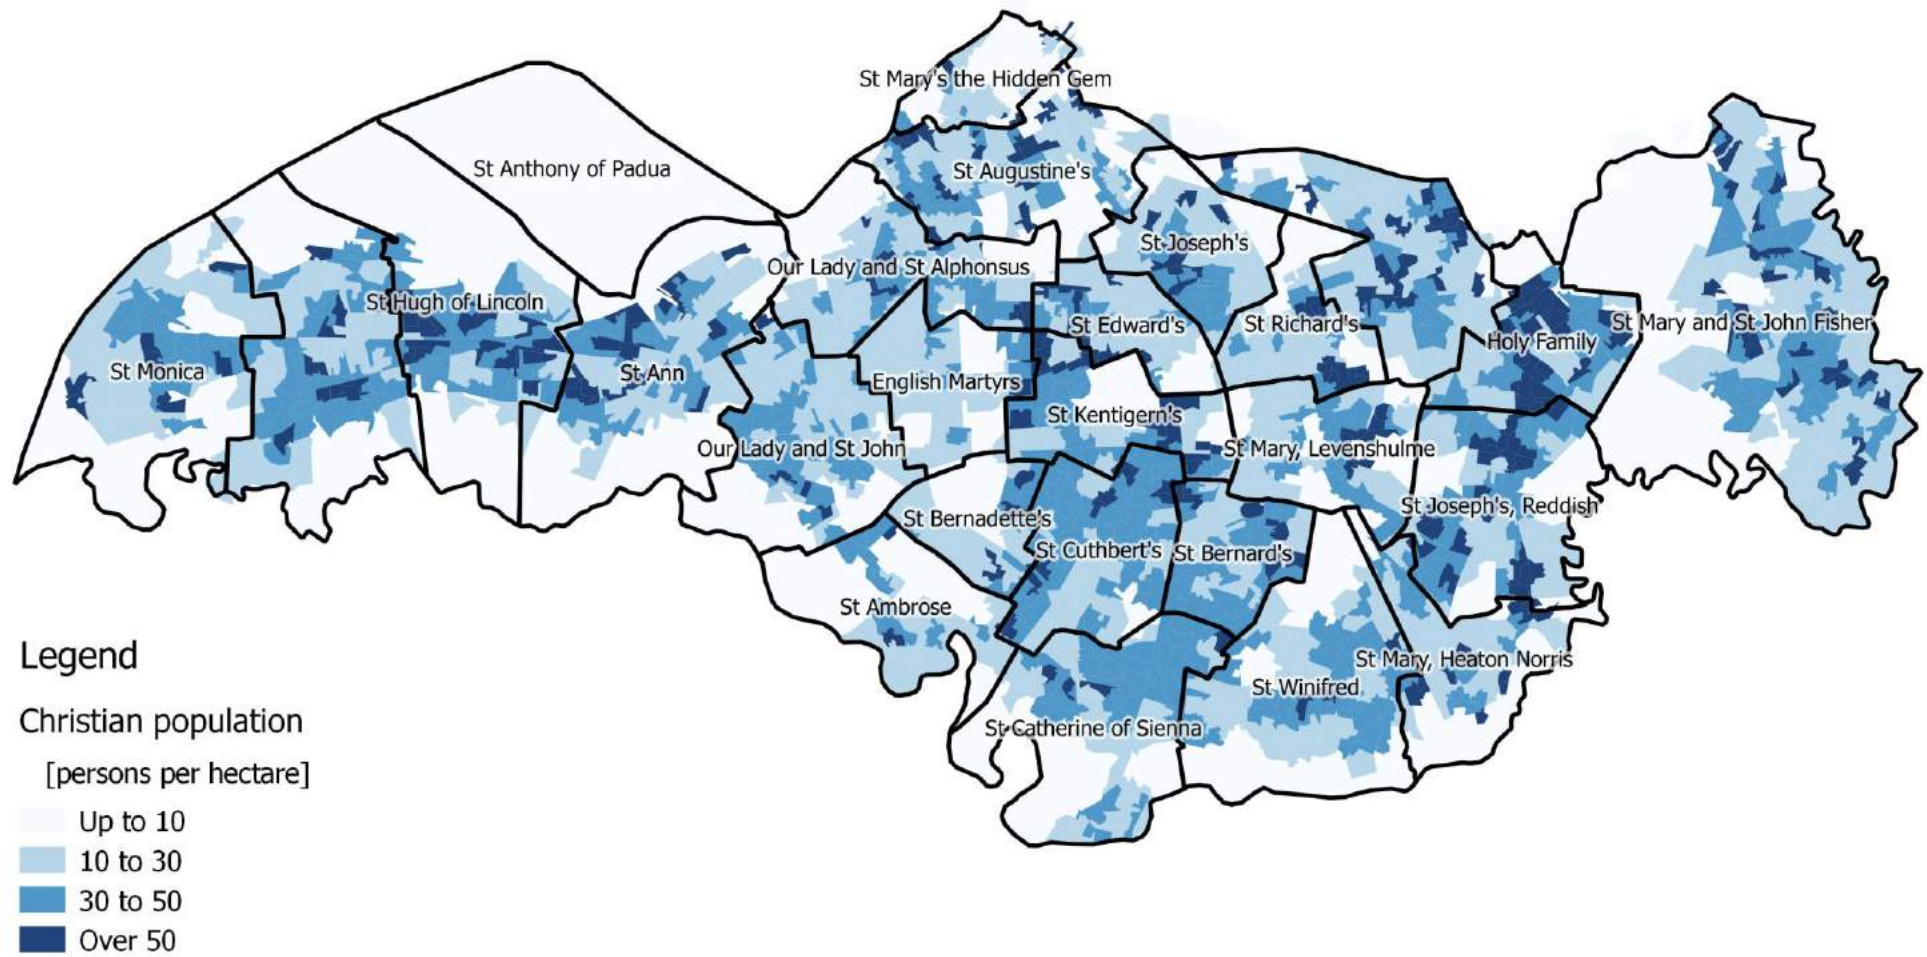 St Mary's the Hidden Gem
St Anthony of Padua
St Augustine's
St Joseph's
Our Lady and St Alphonsus
St Hugh of Lincoln
St Edward's
St Richard's
St Mary and St John Fisher
Holy Family
St Monica
St Ann
English Martyrs
St Kentigern's
Our Lady and St John
St Mary, Levenshulme
St Joseph's, Reddish
St Bernadette's
St Cuthbert's
St Bernard's
St Ambrose
St Mary, Heaton Norris
St Winifred
St Catherine of Sienna
Legend
Christian population
[persons per hectare]
Up to 10
10 to 30
30 to 50
Over 50